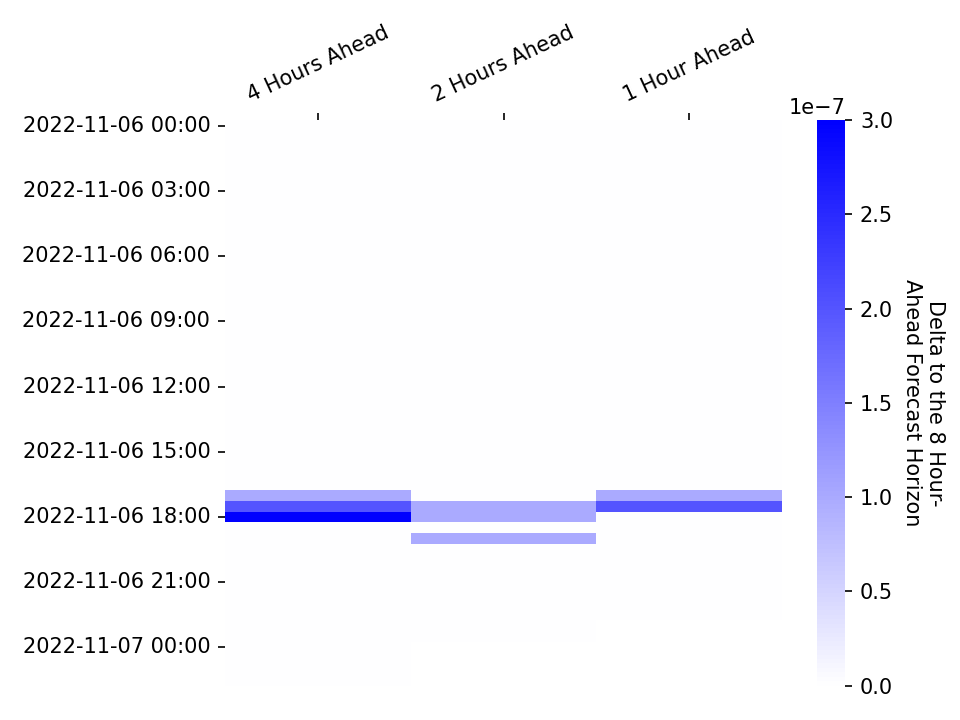 4 Hours Ahead
2 Hours Ahead
1 Hour Ahead
2022-11-06 00:00
2022-11-06 03:00
2022-11-06 06:00
2022-11-06 09:00
2022-11-06 12:00
2022-11-06 15:00
2022-11-06 18:00
2022-11-06 21:00
2022-11-07 00:00
1e−7
3.0
2.5
2.0
1.5
1.0
0.5
0.0
Delta to the 8 Hour-
Ahead Forecast Horizon